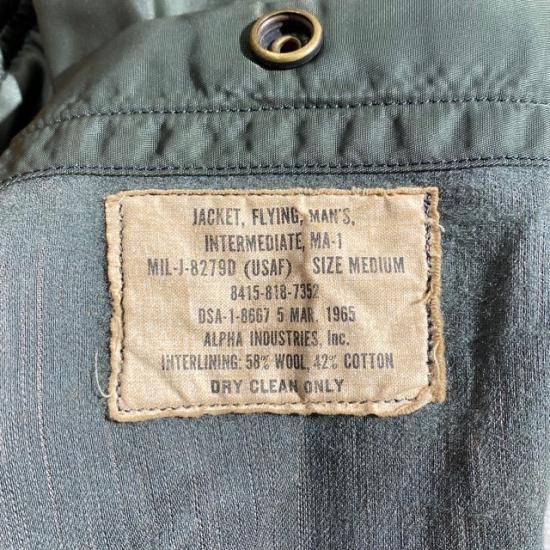 JACKET, FLYING, MAN'S,
INTERMEDIATE, MA-1
MIL-J-8279D (USAF) SIZE MEDIUM
8415-818-7352
DSA-1-8667 5 MAR. 1965
ALPHA INDUSTRIES, Inc.
INTERLINING: 58% WOOL, 42% COTTON
DRY CLEAN ONLY